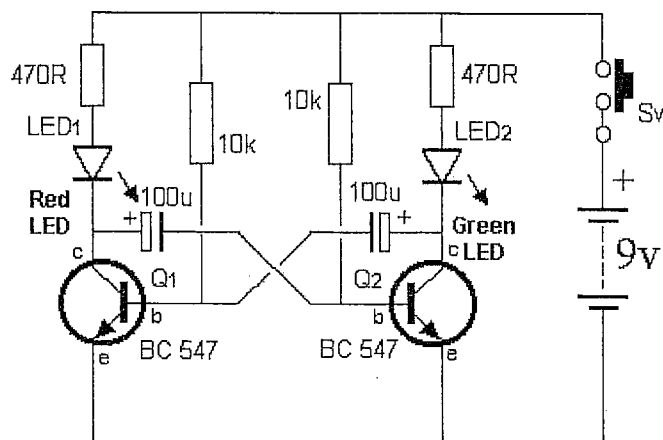 470R
10k
10k
470R
Sw
LED1
LED2
Red
LED
+
100u
100u
+
Green
LED
+
9v
c
Q1
b
BC 547
e
c
Q2
b
BC 547
e